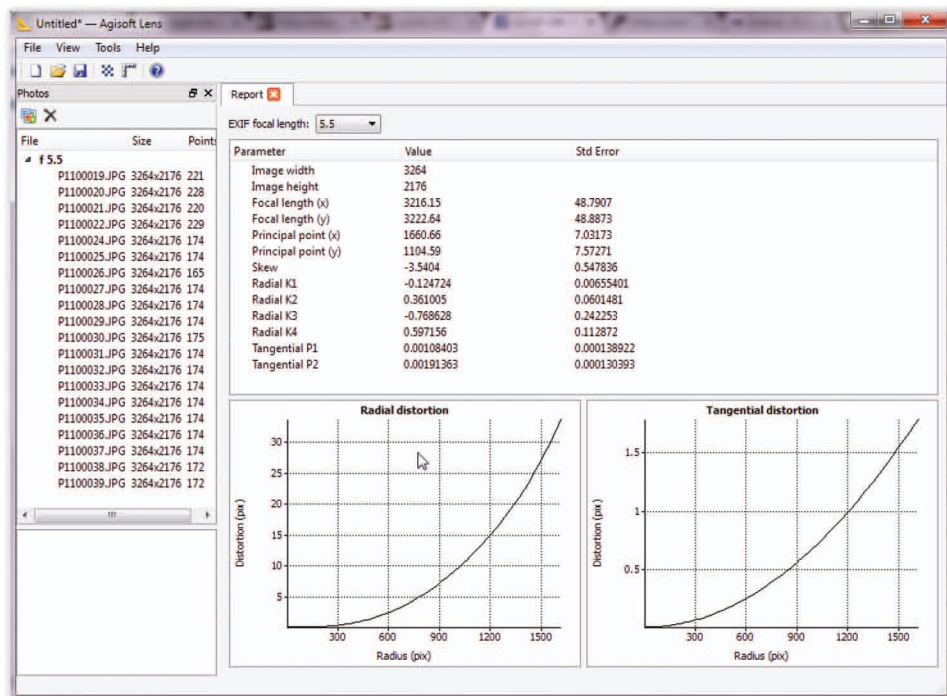 Untitled* — Agisoft Lens
File View Tools Help
Photos
Report
EXIF focal length: 5.5
File Size Points
f 5.5
P1100019.JPG 3264x2176 221
P1100020.JPG 3264x2176 228
P1100021.JPG 3264x2176 220
P1100022.JPG 3264x2176 229
P1100024.JPG 3264x2176 174
P1100025.JPG 3264x2176 174
P1100026.JPG 3264x2176 165
P1100027.JPG 3264x2176 174
P1100028.JPG 3264x2176 174
P1100029.JPG 3264x2176 174
P1100030.JPG 3264x2176 175
P1100031.JPG 3264x2176 174
P1100032.JPG 3264x2176 174
P1100033.JPG 3264x2176 174
P1100034.JPG 3264x2176 174
P1100035.JPG 3264x2176 174
P1100036.JPG 3264x2176 174
P1100037.JPG 3264x2176 174
P1100038.JPG 3264x2176 172
P1100039.JPG 3264x2176 172
Parameter Value Std Error
Image width 3264
Image height 2176
Focal length (x) 3216.15 48.7907
Focal length (y) 3222.64 48.8873
Principal point (x) 1660.66 7.03173
Principal point (y) 1104.59 7.57271
Skew -3.5404 0.547836
Radial K1 -0.124724 0.00655401
Radial K2 0.361005 0.0601481
Radial K3 -0.768628 0.242253
Radial K4 0.597156 0.112872
Tangential P1 0.00108403 0.000138922
Tangential P2 0.00191363 0.000130393
Radial distortion
Distortion (pix)
30
25
20
15
10
5
300 600 900 1200 1500
Radius (pix)
Tangential distortion
Distortion (pix)
1.5
1
0.5
300 600 900 1200 1500
Radius (pix)